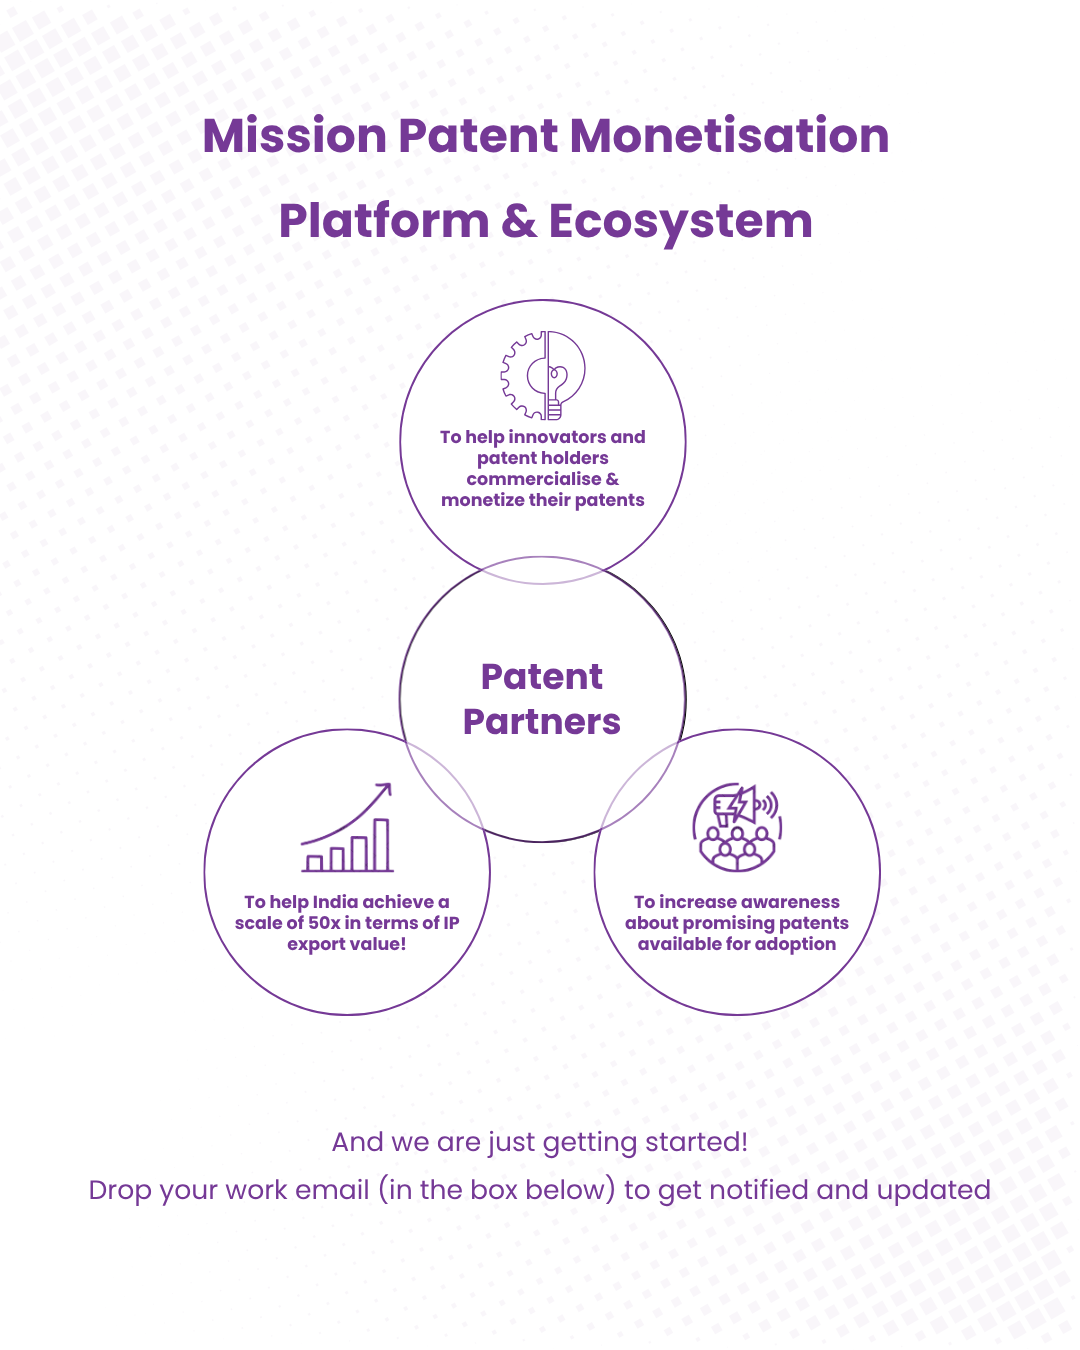 Mission Patent Monetisation
Platform & Ecosystem
To help innovators and
patent holders
commercialise &
monetize their patents
Patent
Partners
To help India achieve a
scale of 50x in terms of IP
export value!
To increase awareness
about promising patents
available for adoption
And we are just getting started!
Drop your work email (in the box below) to get notified and updated